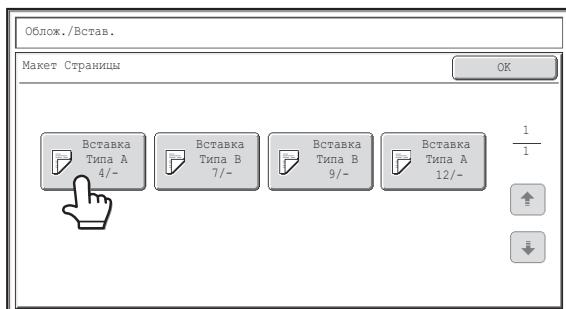 Облож./Встав.
Макет Страницы
OK
Вставка
Типа A
4/-
Вставка
Типа B
7/-
Вставка
Типа B
9/-
Вставка
Типа A
12/-
1
1